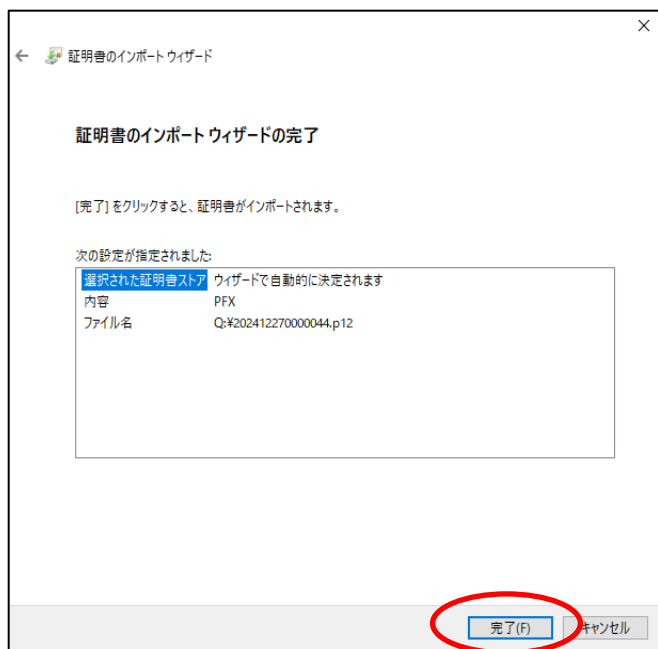 証明書のインポート ウィザード
証明書のインポート ウィザードの完了
[完了] をクリックすると、証明書がインポートされます。
次の設定が指定されました:
選択された証明書ストア ウィザードで自動的に決定されます
内容 PFX
ファイル名 Q:¥202412270000044.p12
完了(F) キャンセル